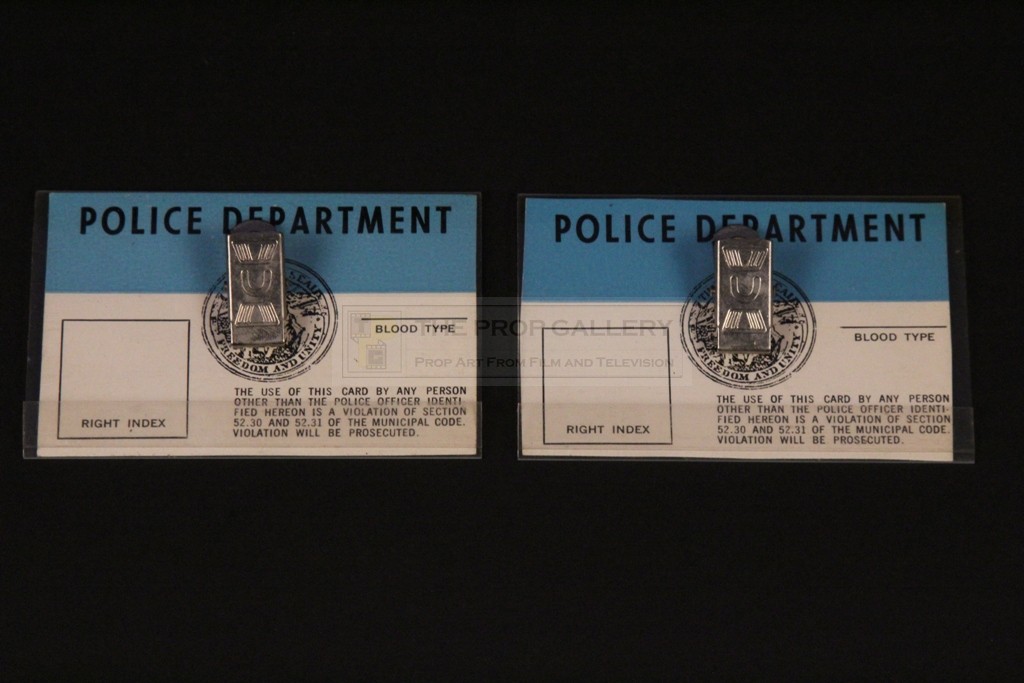 POLICE DEPARTMENT
FREEDOM AND UNITY
BLOOD TYPE
THE USE OF THIS CARD BY ANY PERSON
OTHER THAN THE POLICE OFFICER IDENTI-
FIED HEREON IS A VIOLATION OF SECTION
52.30 AND 52.31 OF THE MUNICIPAL CODE.
VIOLATION WILL BE PROSECUTED.
RIGHT INDEX
THE PROP GALLERY
PROP ART FROM FILM AND TELEVISION
POLICE DEPARTMENT
FREEDOM AND UNITY
BLOOD TYPE
THE USE OF THIS CARD BY ANY PERSON
OTHER THAN THE POLICE OFFICER IDENTI-
FIED HEREON IS A VIOLATION OF SECTION
52.30 AND 52.31 OF THE MUNICIPAL CODE.
VIOLATION WILL BE PROSECUTED.
RIGHT INDEX